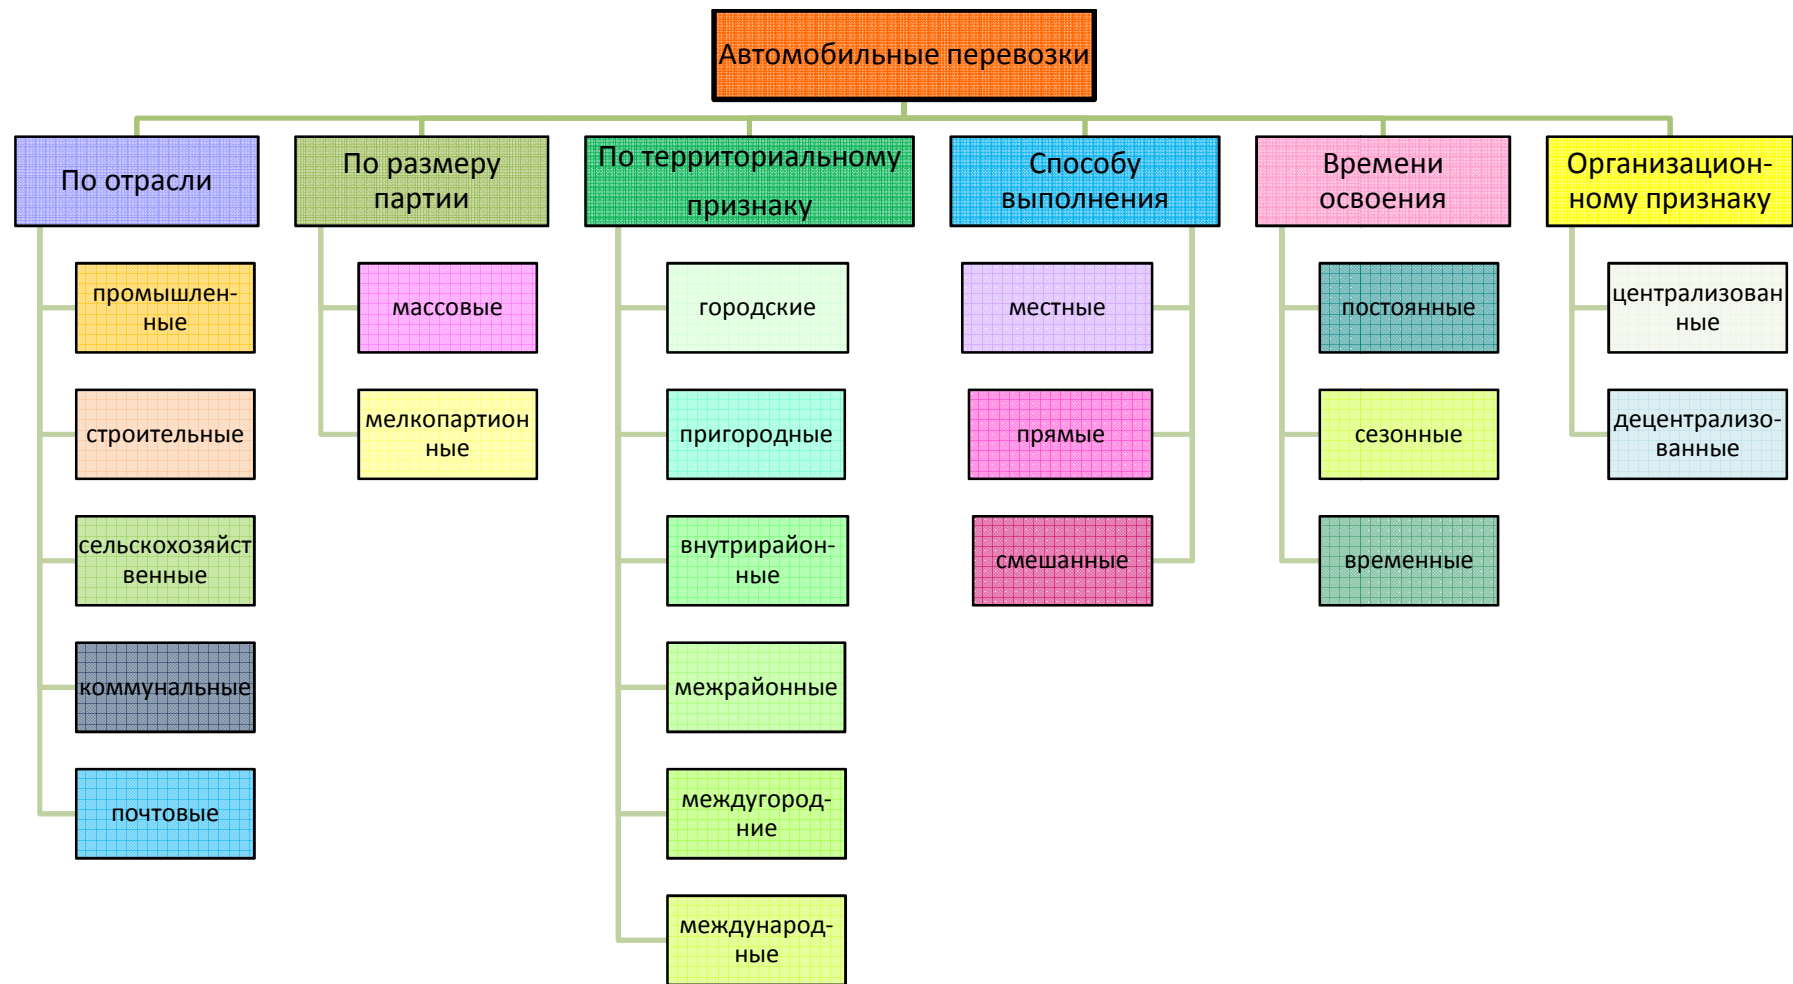 Автомобильные перевозки
По отрасли
промышлен-
ные
строительные
сельскохозяйст
венные
коммунальные
почтовые
По размеру
партии
массовые
мелкопартион
ные
По территориальному
признаку
городские
пригородные
внутрирайон-
ные
межрайонные
междугород-
ние
международ-
ные
Способу
выполнения
местные
прямые
смешанные
Времени
освоения
постоянные
сезонные
временные
Организацион-
ному признаку
централизован
ные
децентрализо-
ванные